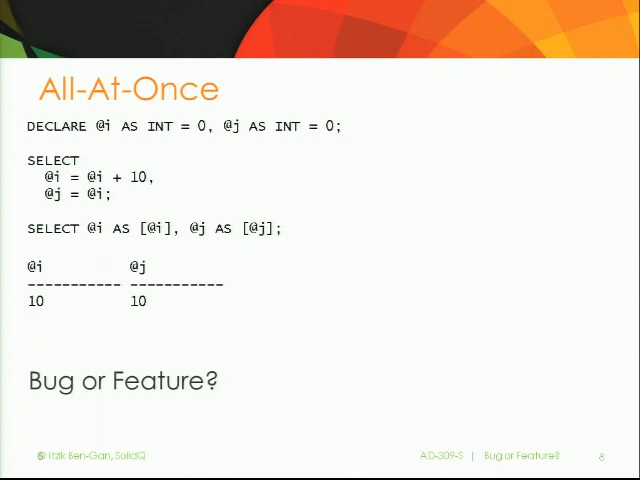 All-At-Once
DECLARE @i AS INT = 0, @j AS INT = 0;
SELECT
@i = @i + 10,
@j = @i;
SELECT @i AS [@i], @j AS [@j];
@i @j
----------- -----------
10 10
Bug or Feature?
© Itzik Ben-Gan, SolidQ AD-309-S | Bug or Feature? 8